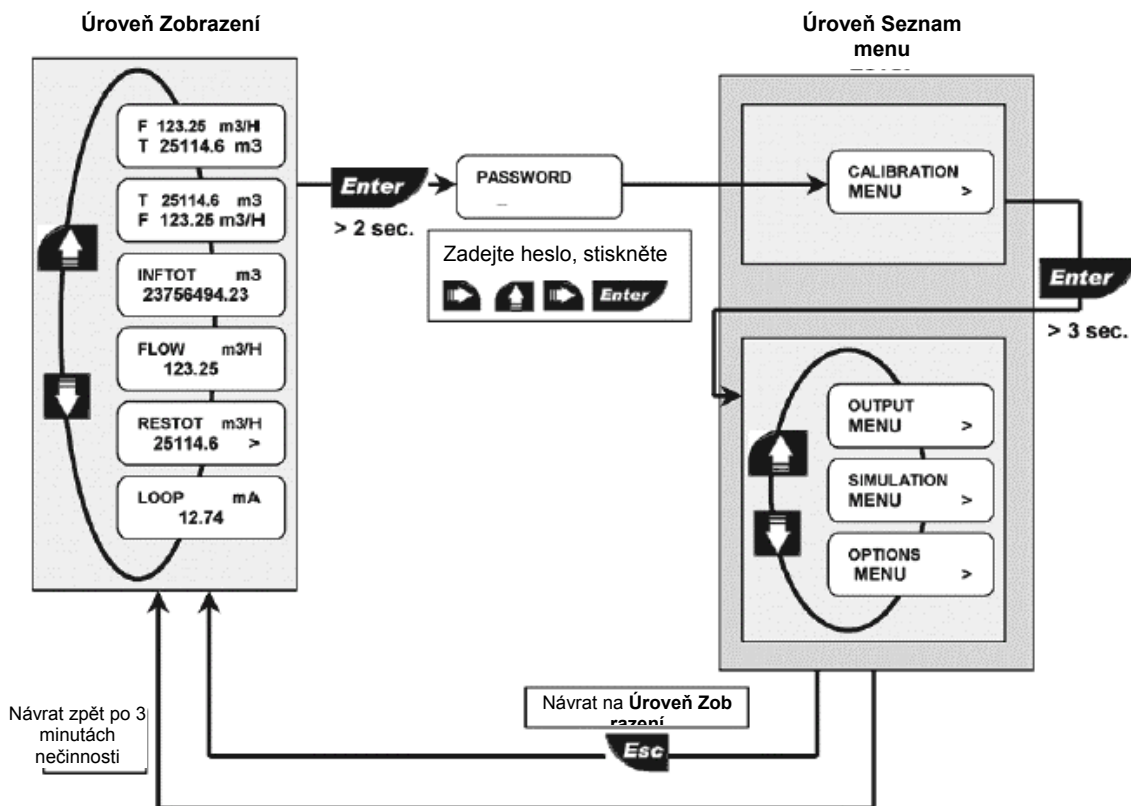 Úroveň Zobrazení
Úroveň Seznam
menu
F 123.25 m3/H
T 25114.6 m3
T 25114.6 m3
F 123.25 m3/H
INFTOT m3
23756494.23
FLOW m3/H
123.25
RESTOT m3/H
25114.6 >
LOOP mA
12.74
Enter
> 2 sec.
PASSWORD
_
Zadejte heslo, stiskněte
Enter
CALIBRATION
MENU >
Enter
> 3 sec.
OUTPUT
MENU >
SIMULATION
MENU >
OPTIONS
MENU >
Návrat zpět po 3
minutách
nečinnosti
Návrat na Úroveň Zob
razení
Esc